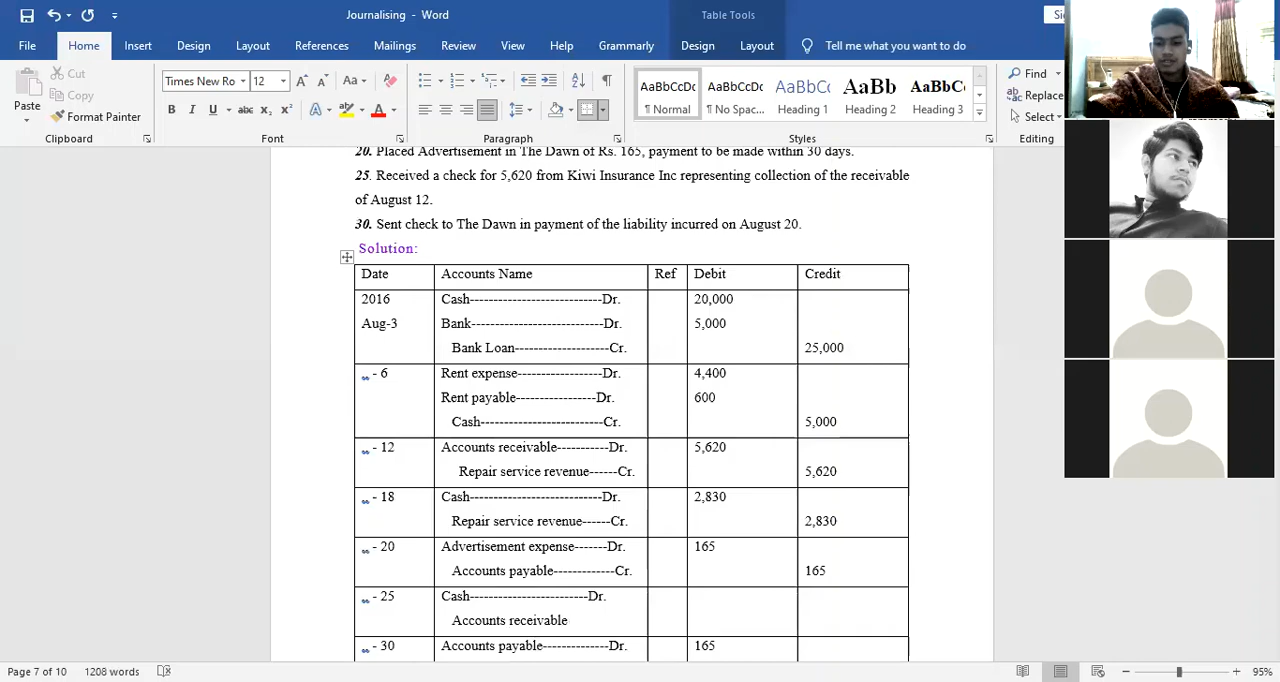 Journalising - Word
Table Tools
File Home Insert Design Layout References Mailings Review View Help Grammarly Design Layout Tell me what you want to do
Cut
Copy
Paste
Format Painter
Clipboard
Times New Ro 12
Aa
B I U abc x₂ x² A A
Font
Paragraph
AaBbCcDc AaBbCcDc AaBbC AaBbCc AaBb AaBbC
¶ Normal ¶ No Spac... Heading 1 Heading 2 Heading 3
Styles
Find
Replace
Select
Editing
20. Placed Advertisement in The Dawn of Rs. 165, payment to be made within 30 days.
25. Received a check for 5,620 from Kiwi Insurance Inc representing collection of the receivable
of August 12.
30. Sent check to The Dawn in payment of the liability incurred on August 20.
Solution:
Date Accounts Name Ref Debit Credit
2016 Cash----------------------------Dr. 20,000
Aug-3 Bank----------------------------Dr. 5,000
Bank Loan--------------------Cr. 25,000
„ - 6 Rent expense------------------Dr. 4,400
Rent payable-----------------Dr. 600
Cash--------------------------Cr. 5,000
„ - 12 Accounts receivable-----------Dr. 5,620
Repair service revenue------Cr. 5,620
„ - 18 Cash----------------------------Dr. 2,830
Repair service revenue------Cr. 2,830
„ - 20 Advertisement expense-------Dr. 165
Accounts payable-------------Cr. 165
„ - 25 Cash-------------------------Dr.
Accounts receivable
„ - 30 Accounts payable--------------Dr. 165
Page 7 of 10 1208 words 95%